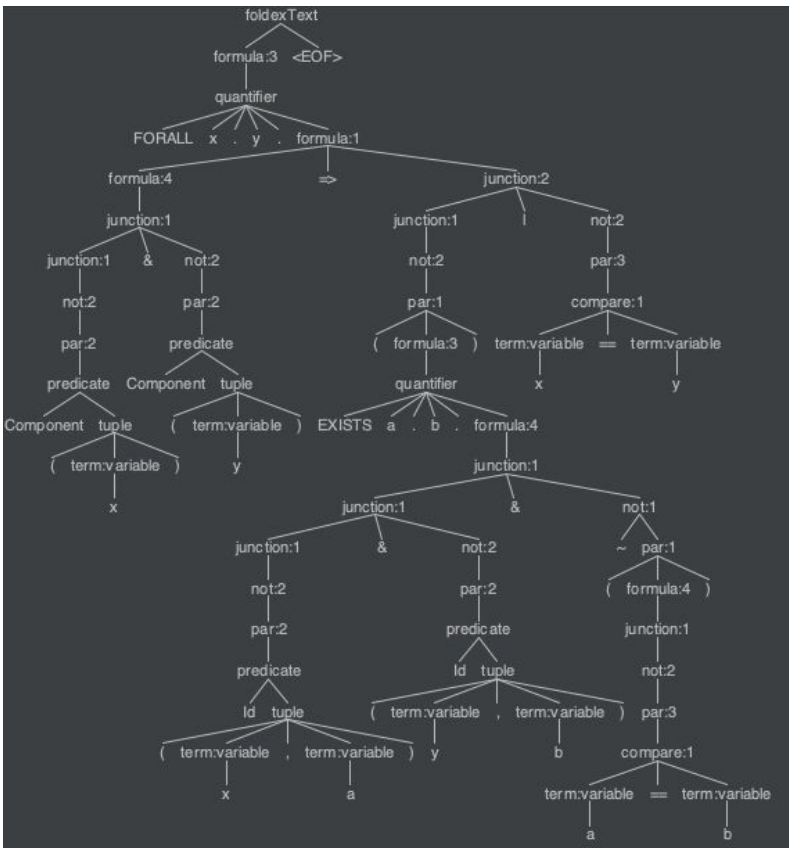 foldexText
formula:3 <EOF>
quantifier
FORALL x . y . formula:1
formula:4 => junction:2
junction:1 junction:1 | not:2
junction:1 & not:2 not:2 par:3
not:2 par:2 par:1 compare:1
par:2 predicate ( formula:3 ) term:variable == term:variable
predicate Component tuple quantifier x y
Component tuple ( term:variable ) EXISTS a . b . formula:4
( term:variable ) y junction:1
x junction:1 & not:1
junction:1 & not:2 ~ par:1
not:2 par:2 ( formula:4 )
par:2 predicate junction:1
predicate Id tuple not:2
Id tuple ( term:variable , term:variable ) par:3
( term:variable , term:variable ) y b compare:1
x a term:variable == term:variable
a b